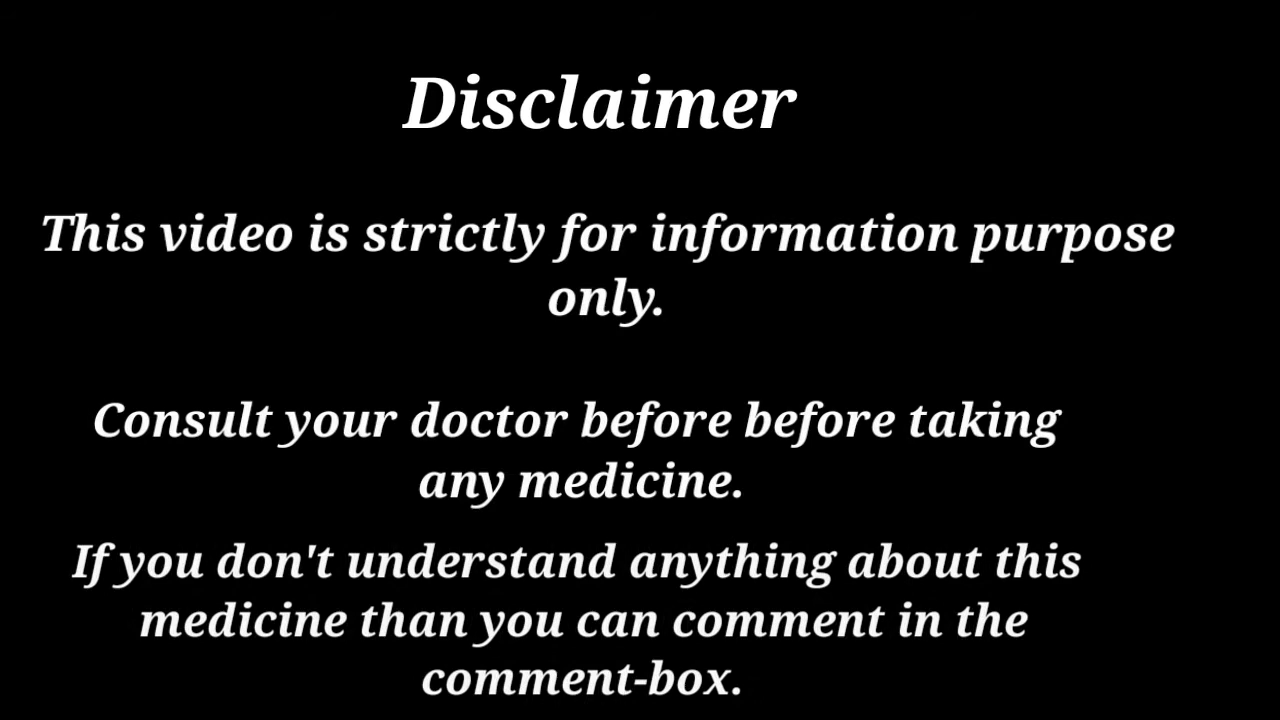 Disclaimer
This video is strictly for information purpose
only.
Consult your doctor before before taking
any medicine.
If you don't understand anything about this
medicine than you can comment in the
comment-box.